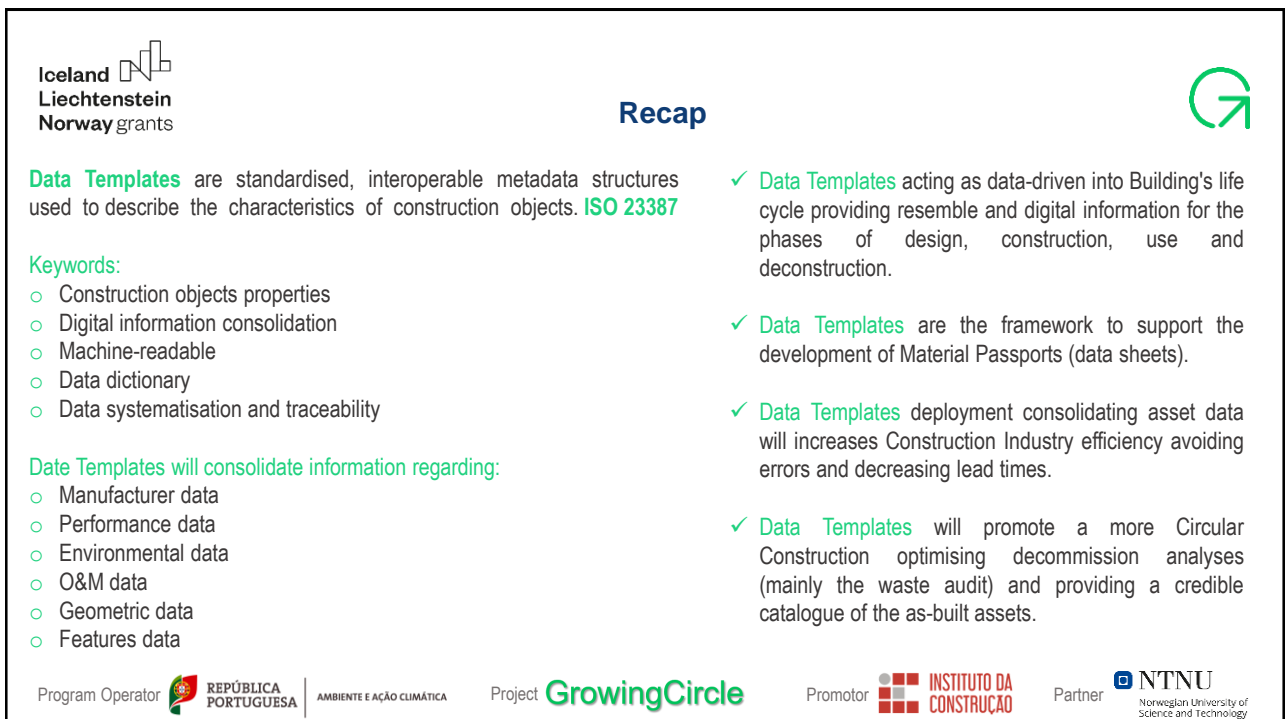 Iceland
Liechtenstein
Norway grants
Recap
Data Templates are standardised, interoperable metadata structures
used to describe the characteristics of construction objects. ISO 23387
Keywords:
o Construction objects properties
o Digital information consolidation
o Machine-readable
o Data dictionary
o Data systematisation and traceability
Date Templates will consolidate information regarding:
o Manufacturer data
o Performance data
o Environmental data
o O&M data
o Geometric data
o Features data
✓ Data Templates acting as data-driven into Building's life
cycle providing resemble and digital information for the
phases of design, construction, use and
deconstruction.
✓ Data Templates are the framework to support the
development of Material Passports (data sheets).
✓ Data Templates deployment consolidating asset data
will increases Construction Industry efficiency avoiding
errors and decreasing lead times.
✓ Data Templates will promote a more Circular
Construction optimising decommission analyses
(mainly the waste audit) and providing a credible
catalogue of the as-built assets.
Program Operator
REPÚBLICA
PORTUGUESA
AMBIENTE E AÇÃO CLIMÁTICA
Project GrowingCircle
Promotor
INSTITUTO DA
CONSTRUÇÃO
Partner
NTNU
Norwegian University of
Science and Technology